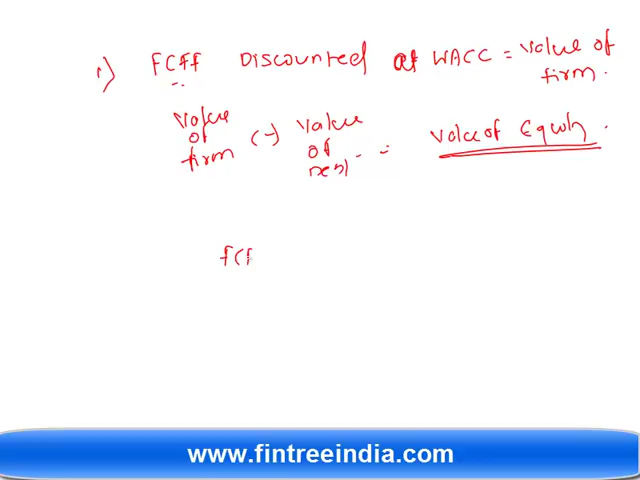 1) FCFF Discounted at WACC = Value of firm.
Value of firm (-) Value of Debt = Value of Equity.
FCF
www.fintreeindia.com